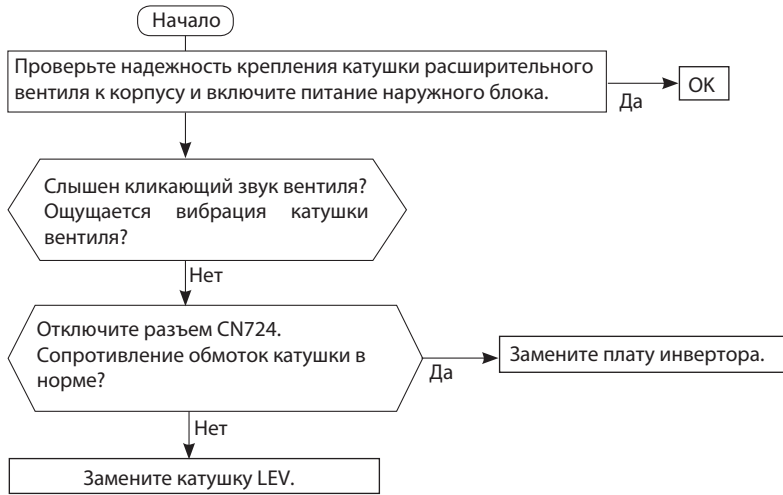 Начало
Проверьте надежность крепления катушки расширительного
вентиля к корпусу и включите питание наружного блока.
Да
OK
Слышен кликающий звук вентиля?
Ощущается вибрация катушки
вентиля?
Нет
Отключите разъем CN724.
Сопротивление обмоток катушки в
норме?
Да
Замените плату инвертора.
Нет
Замените катушку LEV.